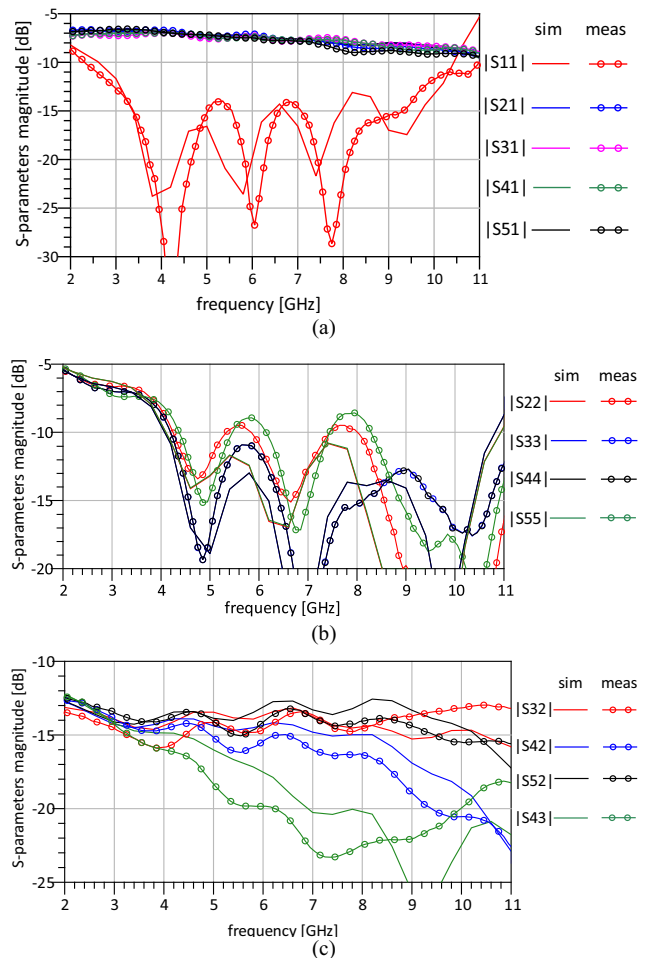 S-parameters magnitude [dB]
-5
-10
-15
-20
-25
-30
2 3 4 5 6 7 8 9 10 11
frequency [GHz]
sim meas
|S11|
|S21|
|S31|
|S41|
|S51|
(a)
S-parameters magnitude [dB]
-5
-10
-15
-20
2 3 4 5 6 7 8 9 10 11
frequency [GHz]
sim meas
|S22|
|S33|
|S44|
|S55|
(b)
S-parameters magnitude [dB]
-10
-15
-20
-25
2 3 4 5 6 7 8 9 10 11
frequency [GHz]
sim meas
|S32|
|S42|
|S52|
|S43|
(c)